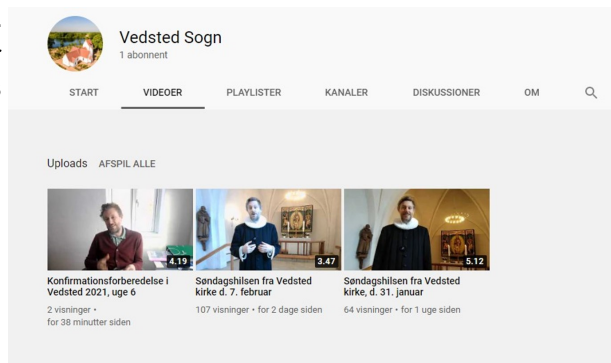 Vedsted Sogn
1 abonnent
START VIDEOER PLAYLISTER KANALER DISKUSSIONER OM
Uploads AFSPIL ALLE
4.19 3.47 5.12
Konfirmationsforberedelse i
Vedsted 2021, uge 6
2 visninger •
for 38 minutter siden
Søndagshilsen fra Vedsted
kirke d. 7. februar
107 visninger • for 2 dage siden
Søndagshilsen fra Vedsted
kirke, d. 31. januar
64 visninger • for 1 uge siden